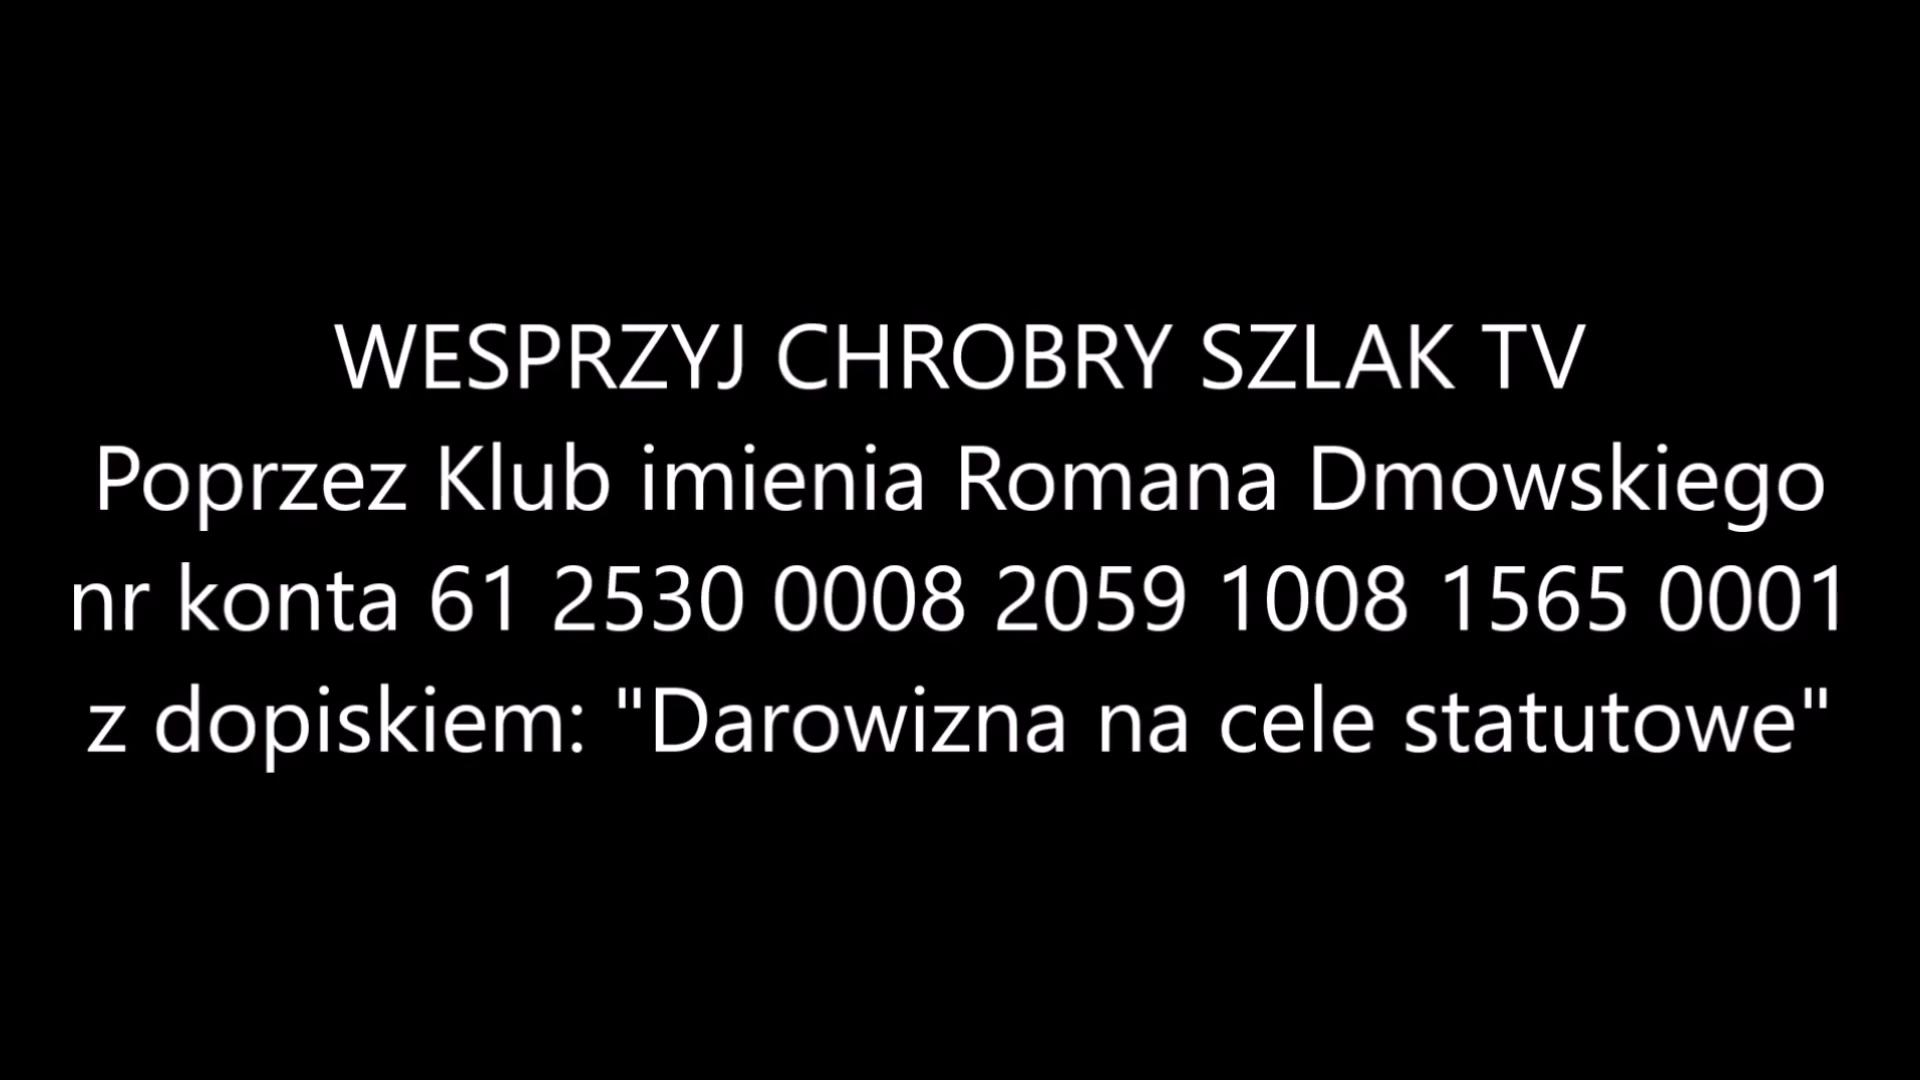 WESPRZYJ CHROBRY SZLAK TV
Poprzez Klub imienia Romana Dmowskiego
nr konta 61 2530 0008 2059 1008 1565 0001
z dopiskiem: "Darowizna na cele statutowe"